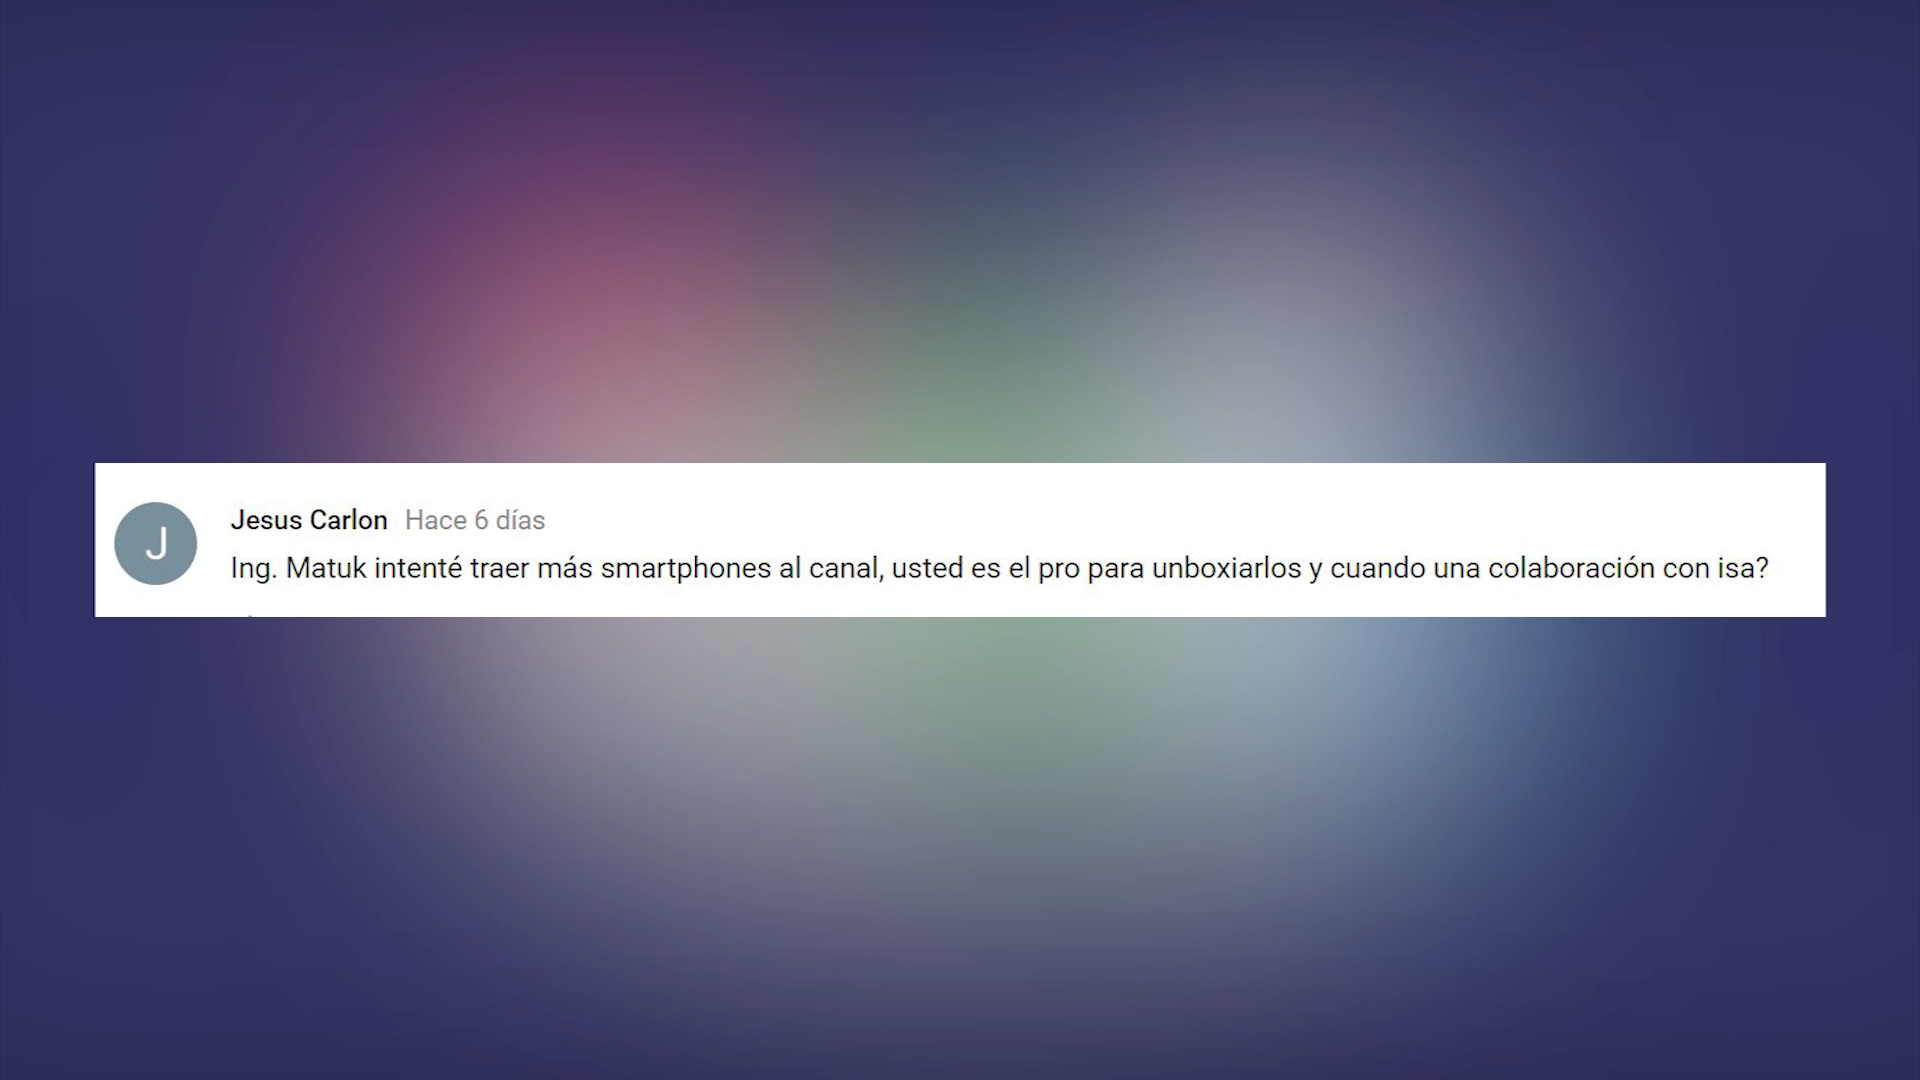 J
Jesus Carlon Hace 6 días
Ing. Matuk intenté traer más smartphones al canal, usted es el pro para unboxiarlos y cuando una colaboración con isa?